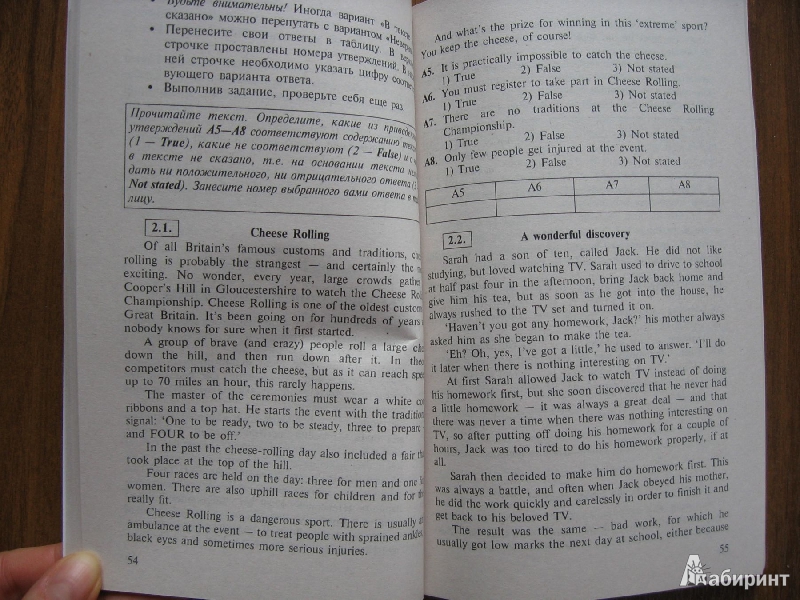 • Будьте внимательны! Иногда вариант «В тексте
сказано» можно перепутать с вариантом
• Перенесите свои ответы в таблицу. В
строчке проставлены номера утверждений. В
ней строчке необходимо указать цифру
вующего варианта ответа.
• Выполнив задание, проверьте себя еще раз
Прочитайте текст. Определите, какие из
утверждений А5—А8 соответствуют содержанию
(1 — True), какие не соответствуют (2 — False) и
в тексте не сказано, т.е. на основании текста
дать ни положительного, ни отрицательного ответа
Not stated). Занесите номер выбранного вами ответа в
лицу.
2.1. Cheese Rolling
Of all Britain's famous customs and traditions,
rolling is probably the strangest — and certainly the
exciting. No wonder, every year, large crowds gather
Cooper's Hill in Gloucestershire to watch the Cheese
Championship. Cheese Rolling is one of the oldest
Great Britain. It's been going on for hundreds of years
nobody knows for sure when it first started.
A group of brave (and crazy) people roll a large
down the hill, and then run down after it. In
competitors must catch the cheese, but as it can reach
up to 70 miles an hour, this rarely happens.
The master of the ceremonies must wear a white
ribbons and a top hat. He starts the event with the
signal: 'One to be ready, two to be steady, three to prepare
and FOUR to be off.'
In the past the cheese-rolling day also included a fair
took place at the top of the hill.
Four races are held on the day: three for men and one
women. There are also uphill races for children and for
really fit.
Cheese Rolling is a dangerous sport. There is usually
ambulance at the event — to treat people with sprained
black eyes and sometimes more serious injuries.
54
And what's the prize for winning in this 'extreme' sport?
You keep the cheese, of course!
A5. It is practically impossible to catch the cheese.
1) True 2) False 3) Not stated
A6. You must register to take part in Cheese Rolling.
1) True 2) False 3) Not stated
A7. There are no traditions at the Cheese Rolling
Championship.
1) True 2) False 3) Not stated
A8. Only few people get injured at the event.
1) True 2) False 3) Not stated
A5 A6 A7 A8
2.2. A wonderful discovery
Sarah had a son of ten, called Jack. He did not like
studying, but loved watching TV. Sarah used to drive to school
at half past four in the afternoon, bring Jack back home and
give him his tea, but as soon as he got into the house, he
always rushed to the TV set and turned it on.
'Haven't you got any homework, Jack?' his mother always
asked him as she began to make the tea.
'Eh? Oh, yes, I've got a little,' he used to answer. 'I'll do
it later when there is nothing interesting on TV.'
At first Sarah allowed Jack to watch TV instead of doing
his homework first, but she soon discovered that he never had
a little homework — it was always a great deal — and that
there was never a time when there was nothing interesting on
TV, so after putting off doing his homework for a couple of
hours, Jack was too tired to do his homework properly, if at
all.
Sarah then decided to make him do homework first. This
was always a battle, and often when Jack obeyed his mother,
he did the work quickly and carelessly in order to finish it and
get back to his beloved TV.
The result was the same — bad work, for which he
usually got low marks the next day at school, either because
55
Лабиринт